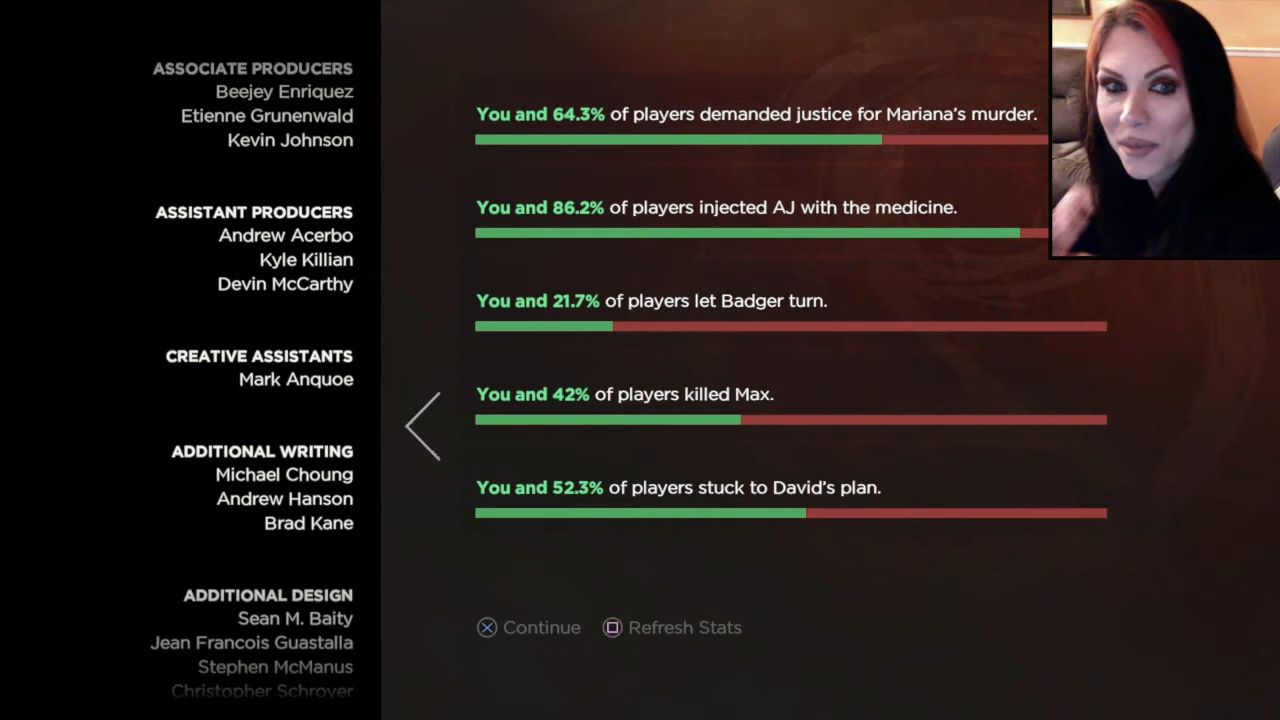 ASSOCIATE PRODUCERS
Beejey Enriquez
Etienne Grunenwald
Kevin Johnson
ASSISTANT PRODUCERS
Andrew Acerbo
Kyle Killian
Devin McCarthy
CREATIVE ASSISTANTS
Mark Anquoe
ADDITIONAL WRITING
Michael Choung
Andrew Hanson
Brad Kane
ADDITIONAL DESIGN
Sean M. Baity
Jean Francois Guastalla
Stephen McManus
Christopher Schroyer
You and 64.3% of players demanded justice for Mariana's murder.
You and 86.2% of players injected AJ with the medicine.
You and 21.7% of players let Badger turn.
You and 42% of players killed Max.
You and 52.3% of players stuck to David's plan.
Continue Refresh Stats